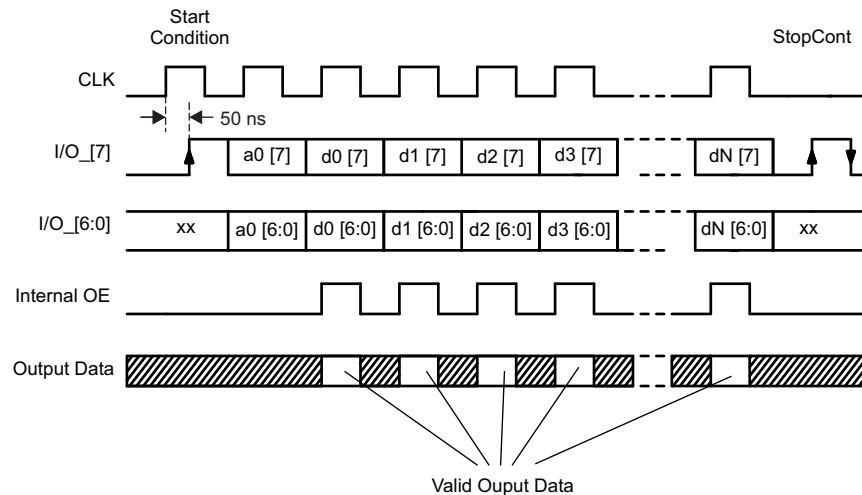 Start
Condition
StopCont
CLK
50 ns
I/O_[7]
a0 [7] d0 [7] d1 [7] d2 [7] d3 [7] dN [7]
I/O_[6:0]
xx a0 [6:0] d0 [6:0] d1 [6:0] d2 [6:0] d3 [6:0] dN [6:0] xx
Internal OE
Output Data
Valid Ouput Data